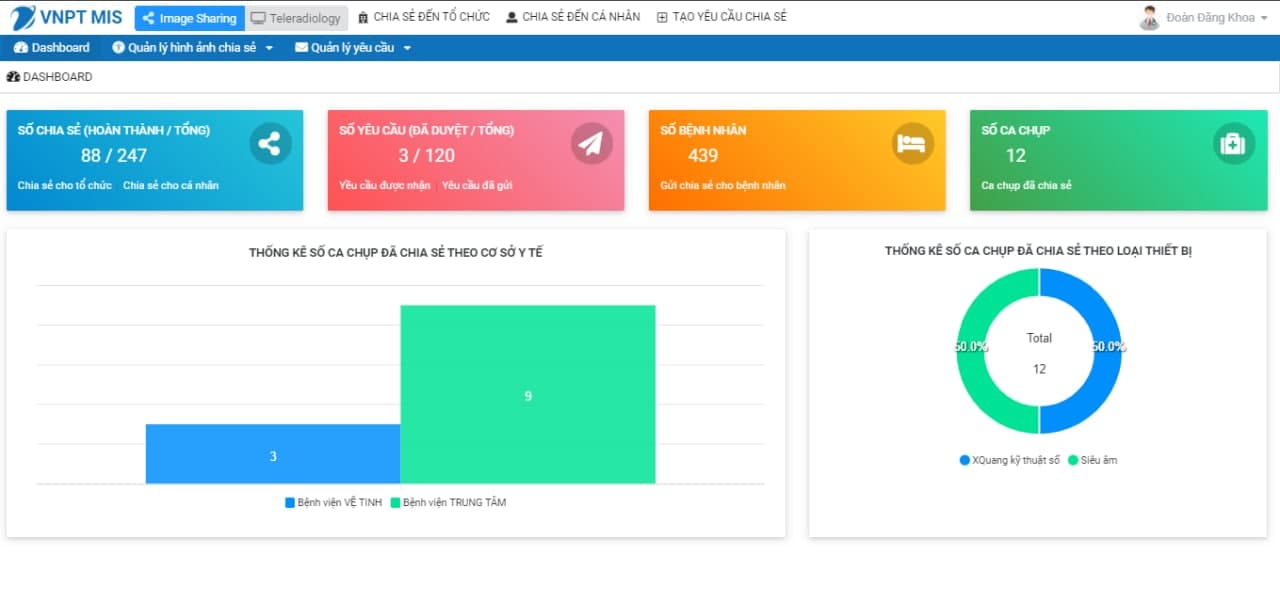 VNPT MIS Image Sharing Teleradiology CHIA SẺ ĐẾN TỔ CHỨC CHIA SẺ ĐẾN CÁ NHÂN TẠO YÊU CẦU CHIA SẺ Đoàn Đăng Khoa
Dashboard Quản lý hình ảnh chia sẻ Quản lý yêu cầu
DASHBOARD
SỐ CHIA SẺ (HOÀN THÀNH / TỔNG)
88 / 247
Chia sẻ cho tổ chức Chia sẻ cho cá nhân
SỐ YÊU CẦU (ĐÃ DUYỆT / TỔNG)
3 / 120
Yêu cầu được nhận Yêu cầu đã gửi
SỐ BỆNH NHÂN
439
Gửi chia sẻ cho bệnh nhân
SỐ CA CHỤP
12
Ca chụp đã chia sẻ
THỐNG KÊ SỐ CA CHỤP ĐÃ CHIA SẺ THEO CƠ SỞ Y TẾ
9
3
Bệnh viện VỆ TINH Bệnh viện TRUNG TÂM
THỐNG KÊ SỐ CA CHỤP ĐÃ CHIA SẺ THEO LOẠI THIẾT BỊ
50.0% 50.0%
Total
12
XQuang kỹ thuật số Siêu âm